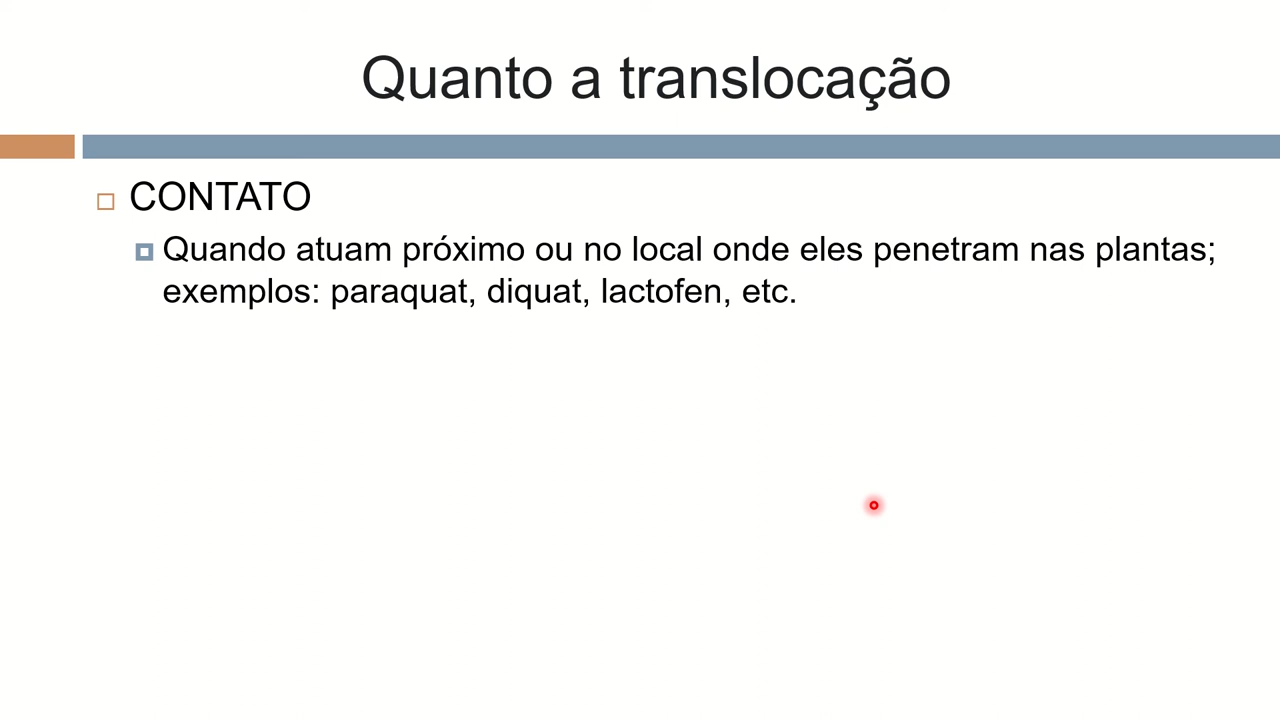 Quanto a translocação
CONTATO
Quando atuam próximo ou no local onde eles penetram nas plantas;
exemplos: paraquat, diquat, lactofen, etc.